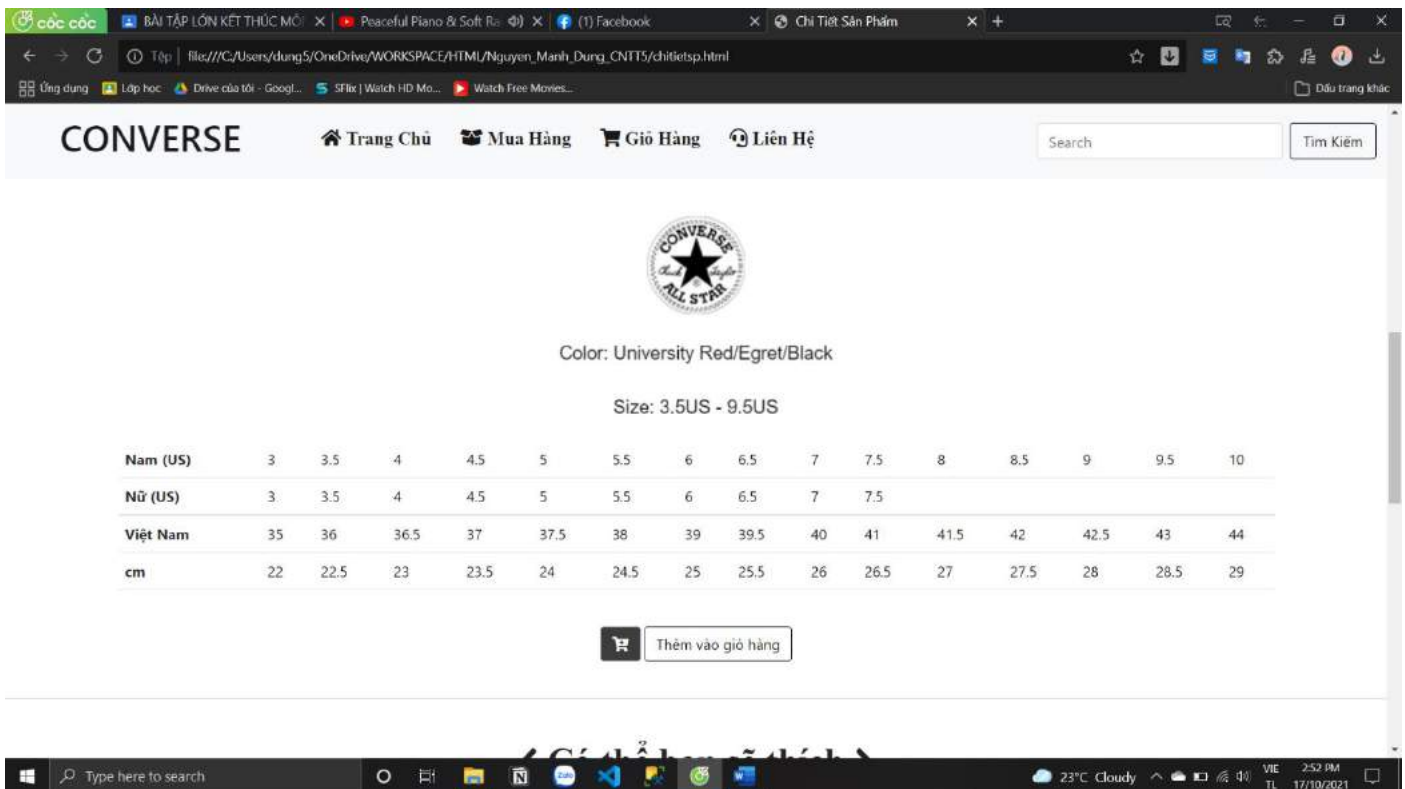 cốc cốc BÀI TẬP LỚN KẾT THÚC MÔ Peaceful Piano & Soft Ra (1) Facebook Chi Tiết Sản Phẩm
Tệp file:///C:/Users/dung5/OneDrive/WORKSPACE/HTML/Nguyen_Manh_Dung_CNTT5/chitietsp.html
Ứng dụng Lớp học Drive của tôi - Googl... SFlix | Watch HD Mo... Watch Free Movies... Dấu trang khác
CONVERSE Trang Chủ Mua Hàng Giỏ Hàng Liên Hệ Search Tìm Kiếm
CONVERSE
Chuck Taylor
ALL STAR
Color: University Red/Egret/Black
Size: 3.5US - 9.5US
Nam (US) 3 3.5 4 4.5 5 5.5 6 6.5 7 7.5 8 8.5 9 9.5 10
Nữ (US) 3 3.5 4 4.5 5 5.5 6 6.5 7 7.5
Việt Nam 35 36 36.5 37 37.5 38 39 39.5 40 41 41.5 42 42.5 43 44
cm 22 22.5 23 23.5 24 24.5 25 25.5 26 26.5 27 27.5 28 28.5 29
Thêm vào giỏ hàng
Có thể bạn sẽ thích
Type here to search Zalo 23°C Cloudy VIE 2:52 PM
TL 17/10/2021